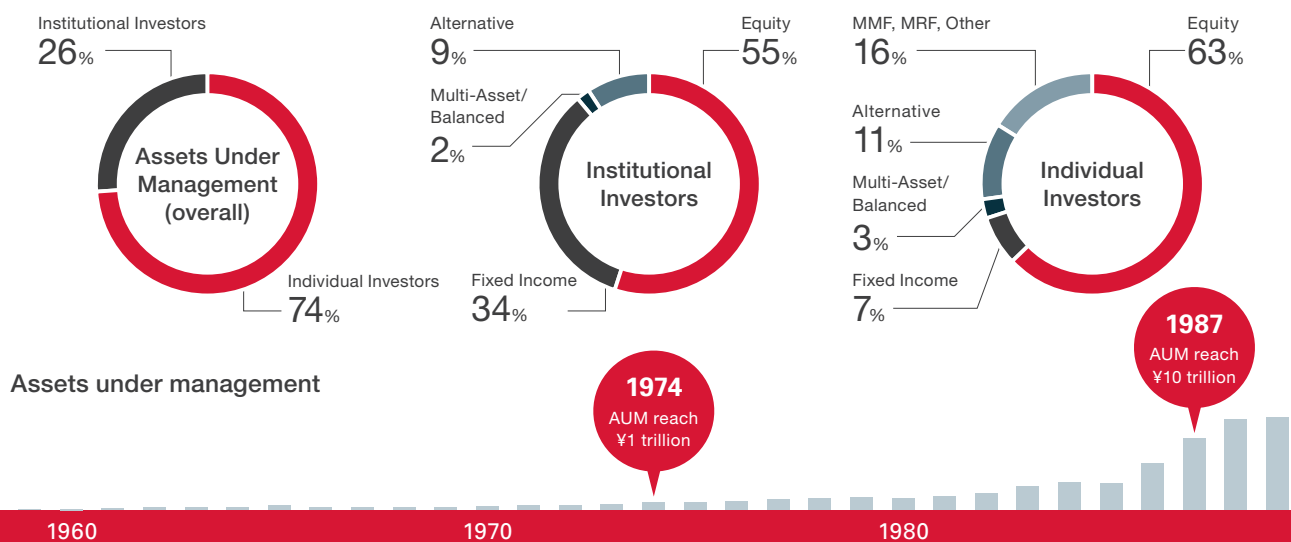 Institutional Investors
26%
Assets Under
Management
(overall)
Individual Investors
74%
Alternative
9%
Equity
55%
Multi-Asset/
Balanced
2%
Institutional
Investors
Fixed Income
34%
MMF, MRF, Other
16%
Equity
63%
Alternative
11%
Multi-Asset/
Balanced
3%
Individual
Investors
Fixed Income
7%
Assets under management
1974
AUM reach
¥1 trillion
1987
AUM reach
¥10 trillion
1960
1970
1980